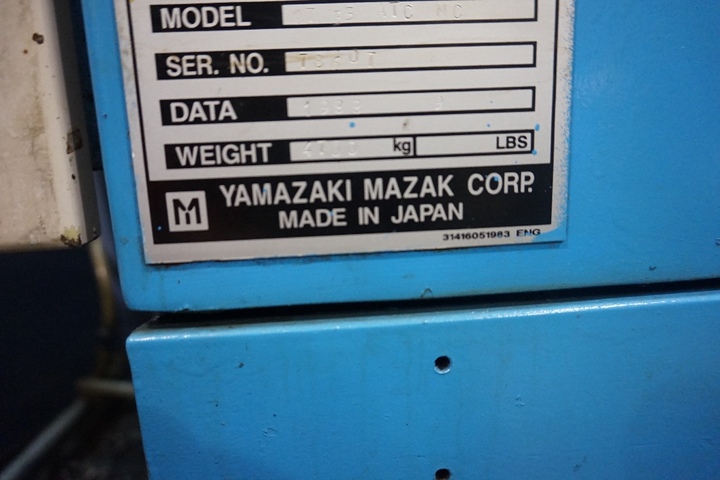 MODEL
SER. NO.
DATA
WEIGHT kg LBS
YAMAZAKI MAZAK CORP.
MADE IN JAPAN
31416051983 ENG